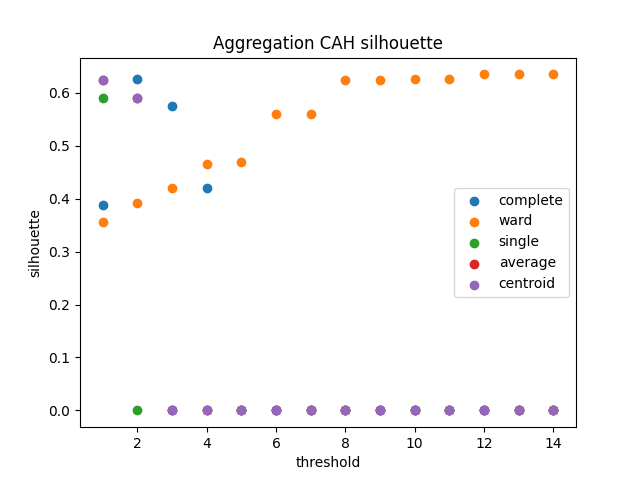 Aggregation CAH silhouette
silhouette
0.6
0.5
0.4
0.3
0.2
0.1
0.0
complete
ward
single
average
centroid
2 4 6 8 10 12 14
threshold